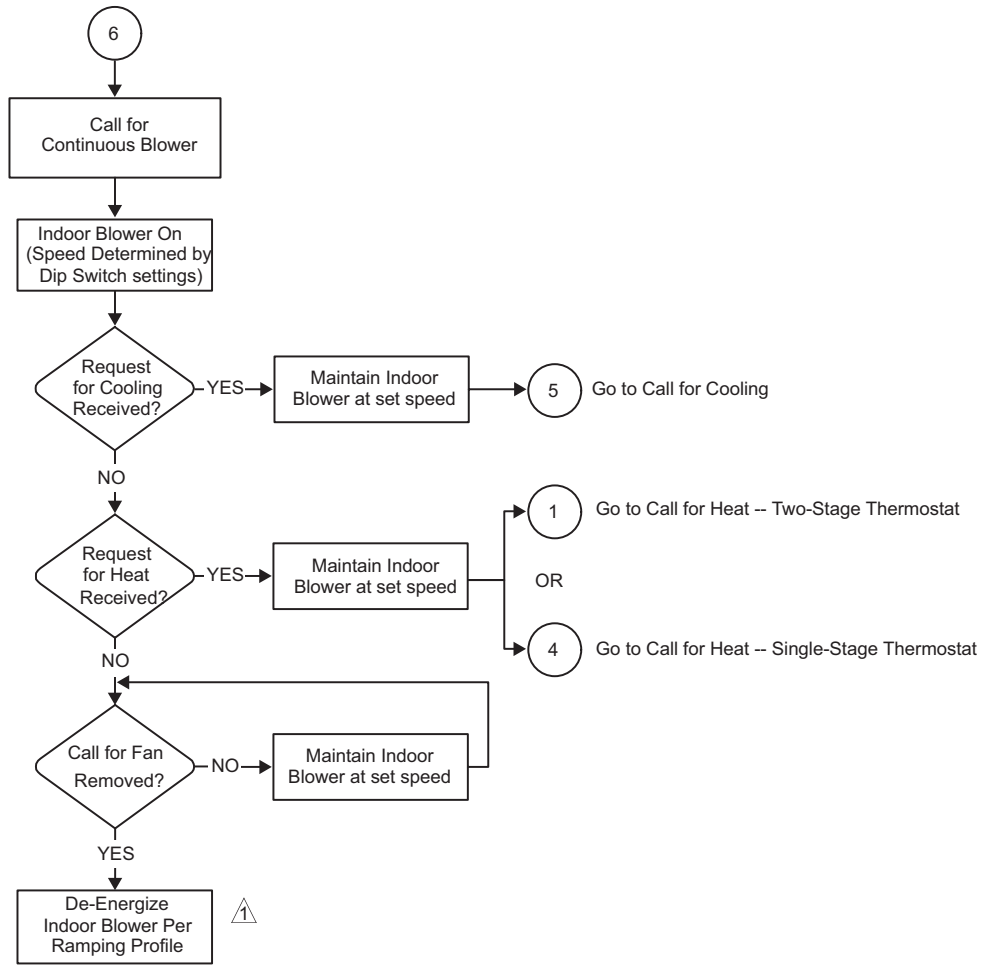 6
Call for
Continuous Blower
Indoor Blower On
(Speed Determined by
Dip Switch settings)
Request
for Cooling
Received?
YES
Maintain Indoor
Blower at set speed
5
Go to Call for Cooling
NO
Request
for Heat
Received?
YES
Maintain Indoor
Blower at set speed
1
Go to Call for Heat -- Two-Stage Thermostat
OR
4
Go to Call for Heat -- Single-Stage Thermostat
NO
Call for Fan
Removed?
NO
Maintain Indoor
Blower at set speed
YES
De-Energize
Indoor Blower Per
Ramping Profile
1